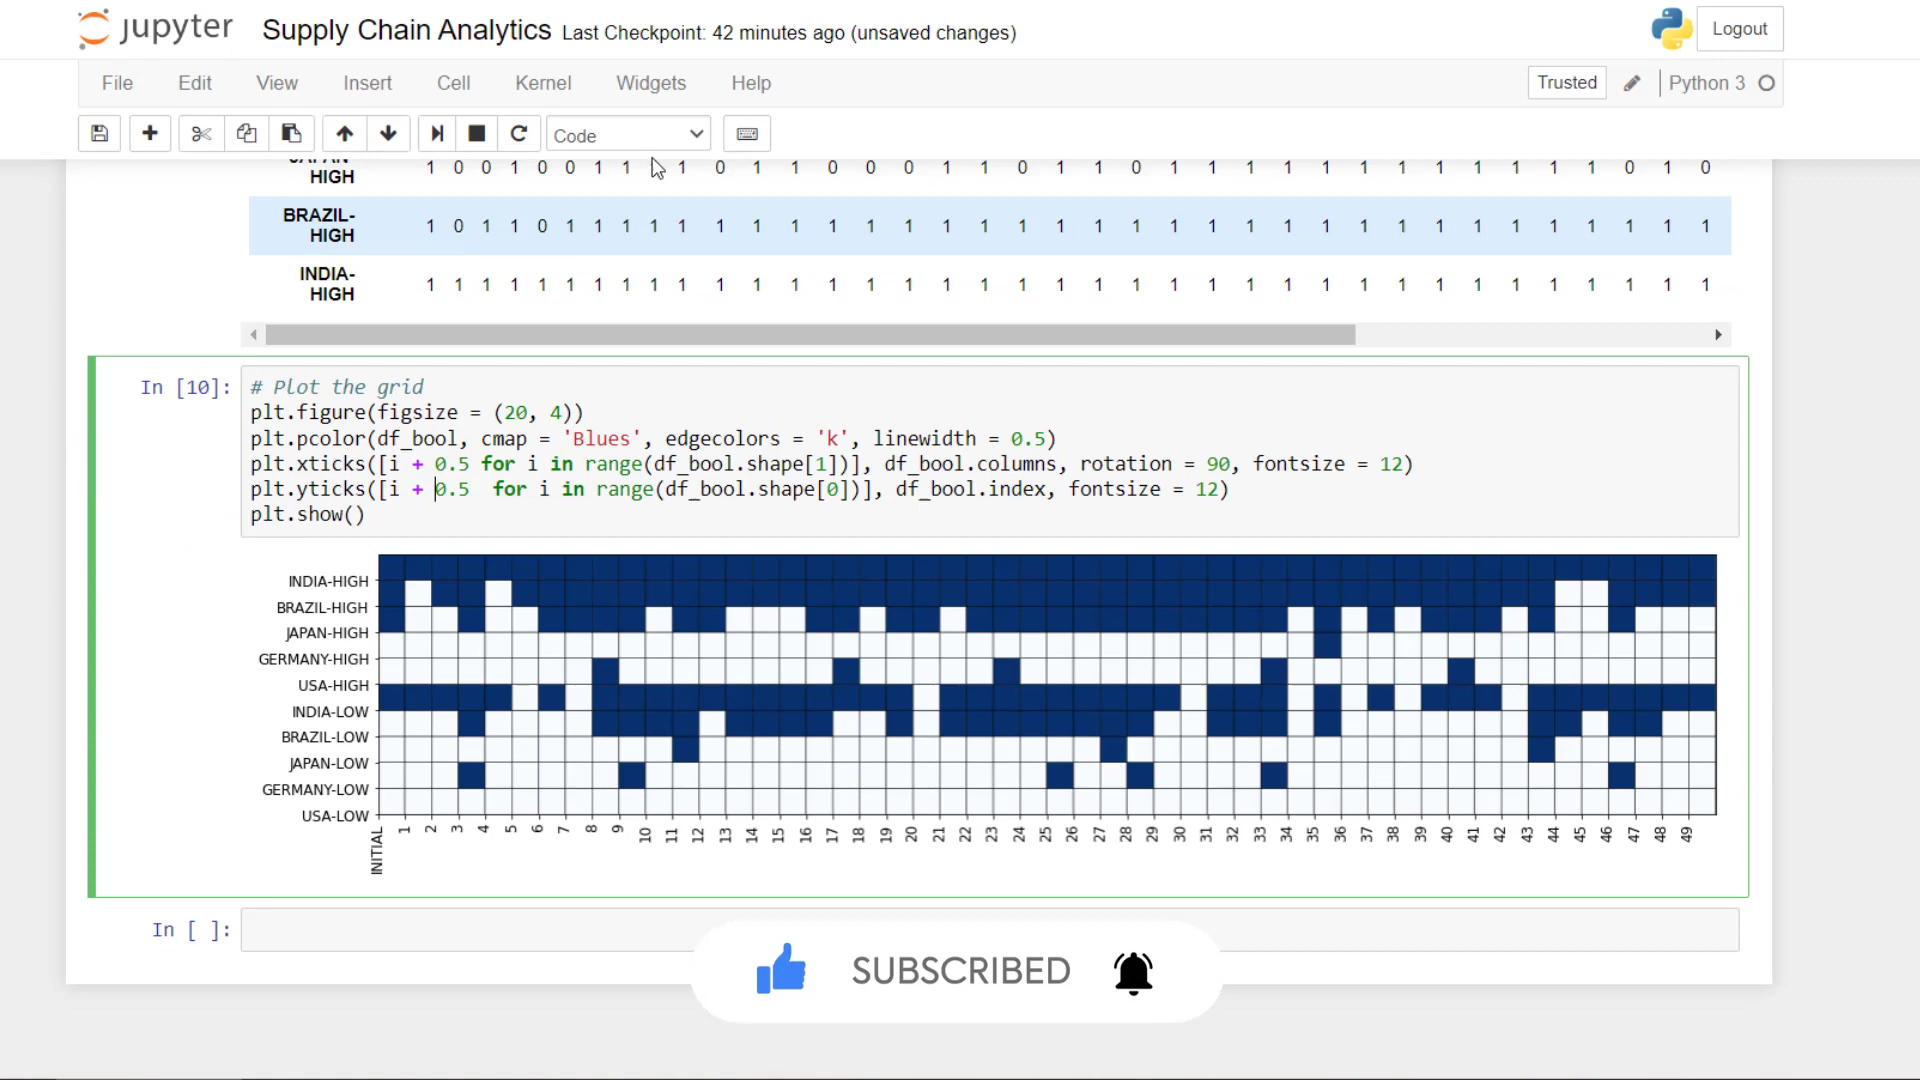 jupyter Supply Chain Analytics Last Checkpoint: 42 minutes ago (unsaved changes) Logout
File Edit View Insert Cell Kernel Widgets Help Trusted Python 3
Code
JAPAN-
HIGH 1 0 0 1 0 0 1 1 1 0 1 1 0 0 0 1 1 0 1 1 0 1 1 1 1 1 1 1 1 1 1 1 0 1 0
BRAZIL-
HIGH 1 0 1 1 0 1 1 1 1 1 1 1 1 1 1 1 1 1 1 1 1 1 1 1 1 1 1 1 1 1 1 1 1 1 1 1 1
INDIA-
HIGH 1 1 1 1 1 1 1 1 1 1 1 1 1 1 1 1 1 1 1 1 1 1 1 1 1 1 1 1 1 1 1 1 1 1 1 1 1
In [10]: # Plot the grid
plt.figure(figsize = (20, 4))
plt.pcolor(df_bool, cmap = 'Blues', edgecolors = 'k', linewidth = 0.5)
plt.xticks([i + 0.5 for i in range(df_bool.shape[1])], df_bool.columns, rotation = 90, fontsize = 12)
plt.yticks([i + 0.5  for i in range(df_bool.shape[0])], df_bool.index, fontsize = 12)
plt.show()
INDIA-HIGH
BRAZIL-HIGH
JAPAN-HIGH
GERMANY-HIGH
USA-HIGH
INDIA-LOW
BRAZIL-LOW
JAPAN-LOW
GERMANY-LOW
USA-LOW
INITIAL 1 2 3 4 5 6 7 8 9 10 11 12 13 14 15 16 17 18 19 20 21 22 23 24 25 26 27 28 29 30 31 32 33 34 35 36 37 38 39 40 41 42 43 44 45 46 47 48 49
In [ ]:
SUBSCRIBED